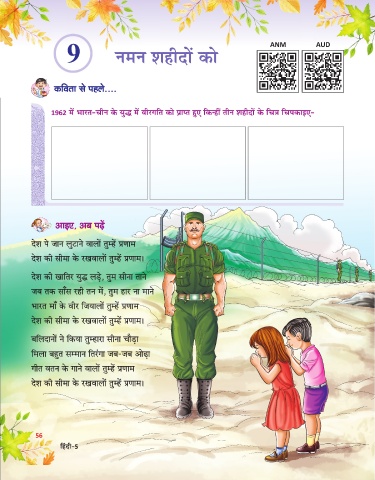 9
नमन शहीदों को
ANM
AUD
कविता से पहले....
1962 में भारत-चीन के युद्ध में वीरगति को प्राप्त हुए किन्हीं तीन शहीदों के चित्र चिपकाइए-
आइए, अब पढ़ें
देश पे जान लुटाने वालों तुम्हें प्रणाम
देश की सीमा के रखवालों तुम्हें प्रणाम।
देश की खातिर युद्ध लड़े, तुम सीना ताने
जब तक साँस रही तन में, तुम हार ना माने
भारत माँ के वीर जियालों तुम्हें प्रणाम
देश की सीमा के रखवालों तुम्हें प्रणाम।
बलिदानों ने किया तुम्हारा सीना चौड़ा
मिला बहुत सम्मान तिरंगा जब-जब ओढ़ा
गीत वतन के गाने वालों तुम्हें प्रणाम
देश की सीमा के रखवालों तुम्हें प्रणाम।
56
हिंदी-5